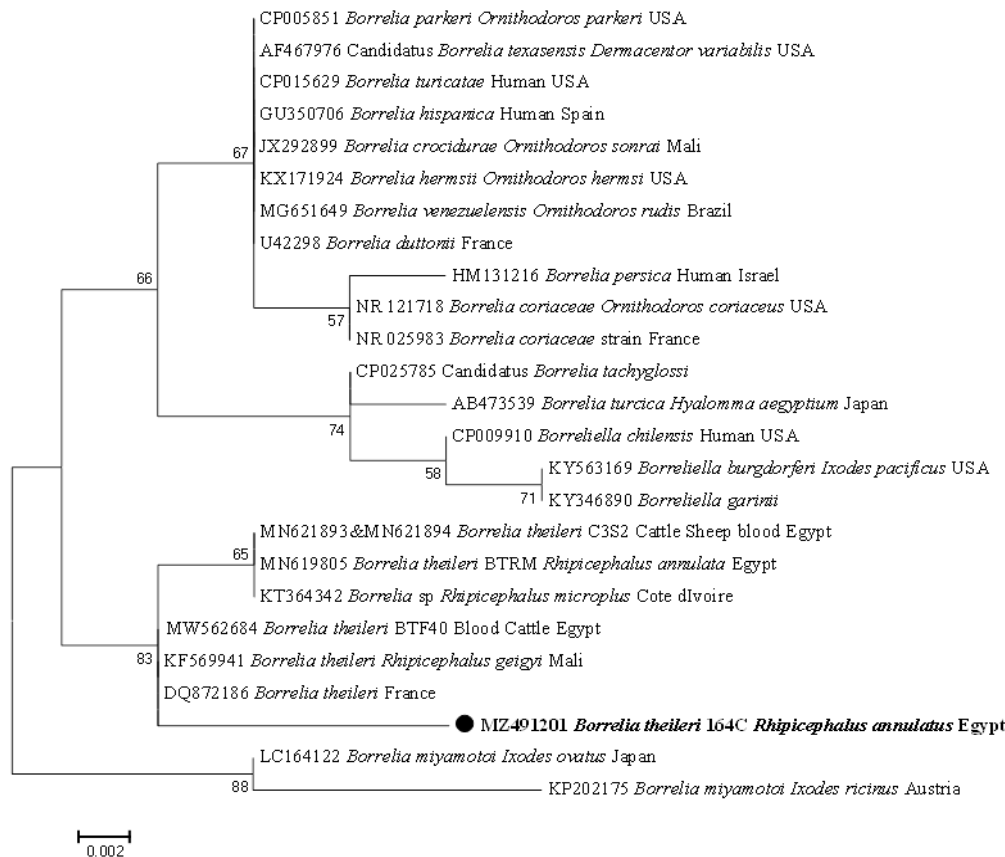 CP005851 Borrelia parkeri Ornithodoros parkeri USA
AF467976 Candidatus Borrelia texasensis Dermacentor variabilis USA
CP015629 Borrelia turicatae Human USA
GU350706 Borrelia hispanica Human Spain
67
JX292899 Borrelia crocidurae Ornithodoros sonrai Mali
KX171924 Borrelia hermsii Ornithodoros hermsi USA
MG651649 Borrelia venezuelensis Ornithodoros rudis Brazil
U42298 Borrelia duttonii France
66
HM131216 Borrelia persica Human Israel
NR 121718 Borrelia coriaceae Ornithodoros coriaceus USA
57
NR 025983 Borrelia coriaceae strain France
CP025785 Candidatus Borrelia tachyglossi
AB473539 Borrelia turcica Hyalomma aegyptium Japan
74
CP009910 Borreliella chilensis Human USA
58
KY563169 Borreliella burgdorferi Ixodes pacificus USA
71
KY346890 Borreliella garinii
MN621893&MN621894 Borrelia theileri C3S2 Cattle Sheep blood Egypt
65
MN619805 Borrelia theileri BTRM Rhipicephalus annulata Egypt
KT364342 Borrelia sp Rhipicephalus microplus Cote dIvoire
MW562684 Borrelia theileri BTF40 Blood Cattle Egypt
83
KF569941 Borrelia theileri Rhipicephalus geigyi Mali
DQ872186 Borrelia theileri France
MZ491201 Borrelia theileri 164C Rhipicephalus annulatus Egypt
LC164122 Borrelia miyamotoi Ixodes ovatus Japan
88
KP202175 Borrelia miyamotoi Ixodes ricinus Austria
0.002